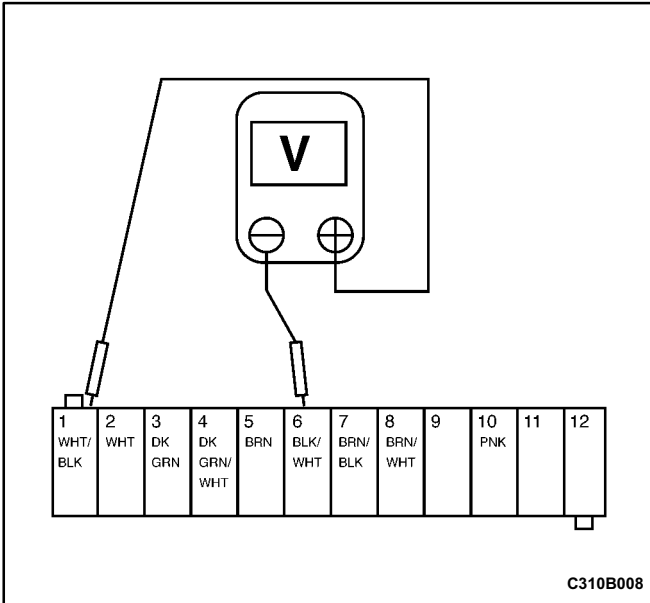 V
1 2 3 4 5 6 7 8 9 10 11 12
WHT/ WHT DK DK BRN BLK/ BRN/ BRN/ PNK
BLK GRN GRN/ WHT BLK WHT
WHT
C310B008